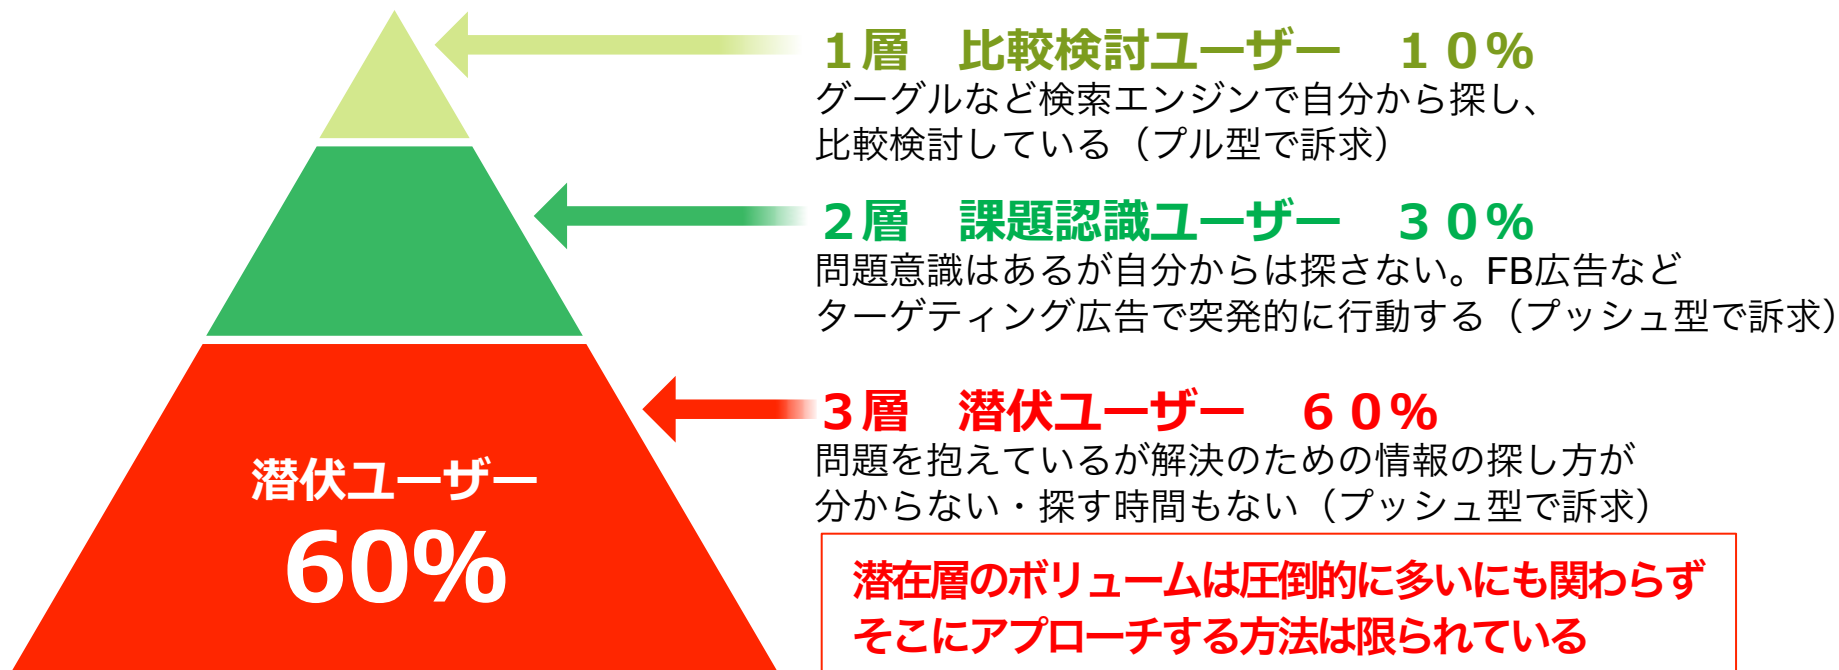 1層　比較検討ユーザー　１０%
グーグルなど検索エンジンで自分から探し、
比較検討している（プル型で訴求）
2層　課題認識ユーザー　３０%
問題意識はあるが自分からは探さない。FB広告など
ターゲティング広告で突発的に行動する（プッシュ型で訴求）
3層　潜伏ユーザー　６０%
問題を抱えているが解決のための情報の探し方が
分からない・探す時間もない（プッシュ型で訴求）
潜伏ユーザー
60%
潜在層のボリュームは圧倒的に多いにも関わらず
そこにアプローチする方法は限られている